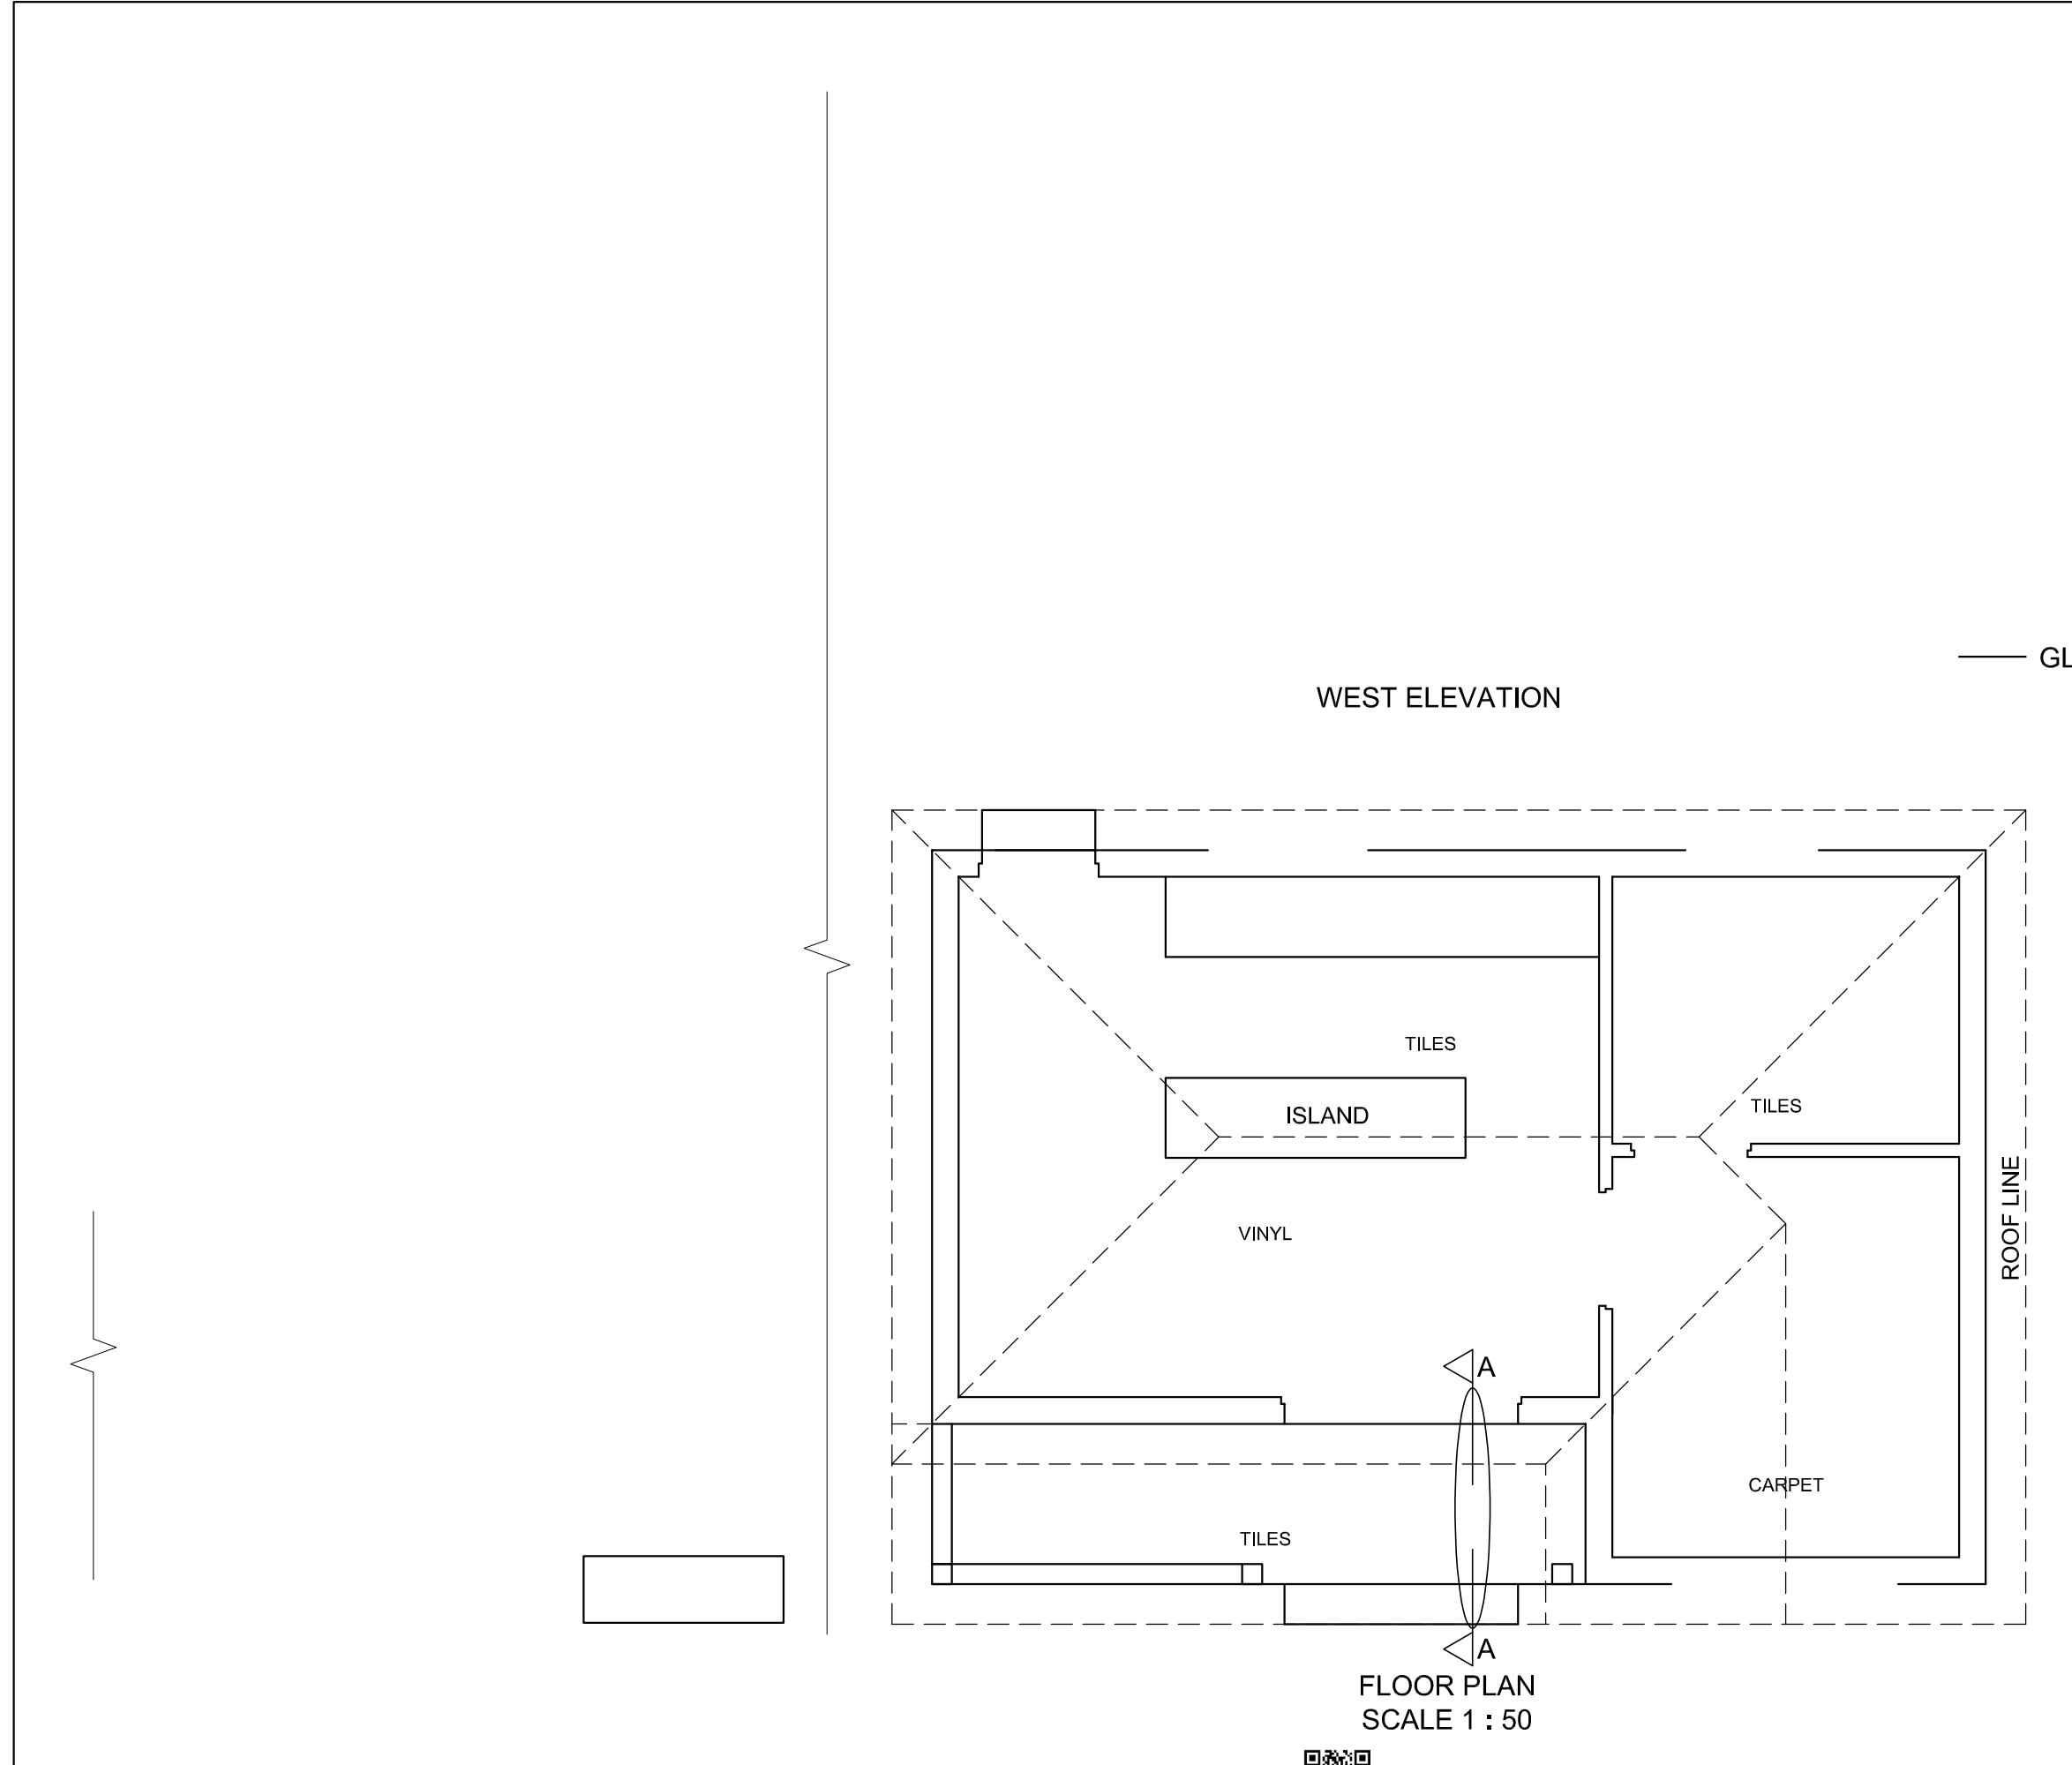 GL
WEST ELEVATION
TILES
ISLAND
TILES
VINYL
ROOF LINE
A
CARPET
TILES
A
FLOOR PLAN
SCALE 1 : 50